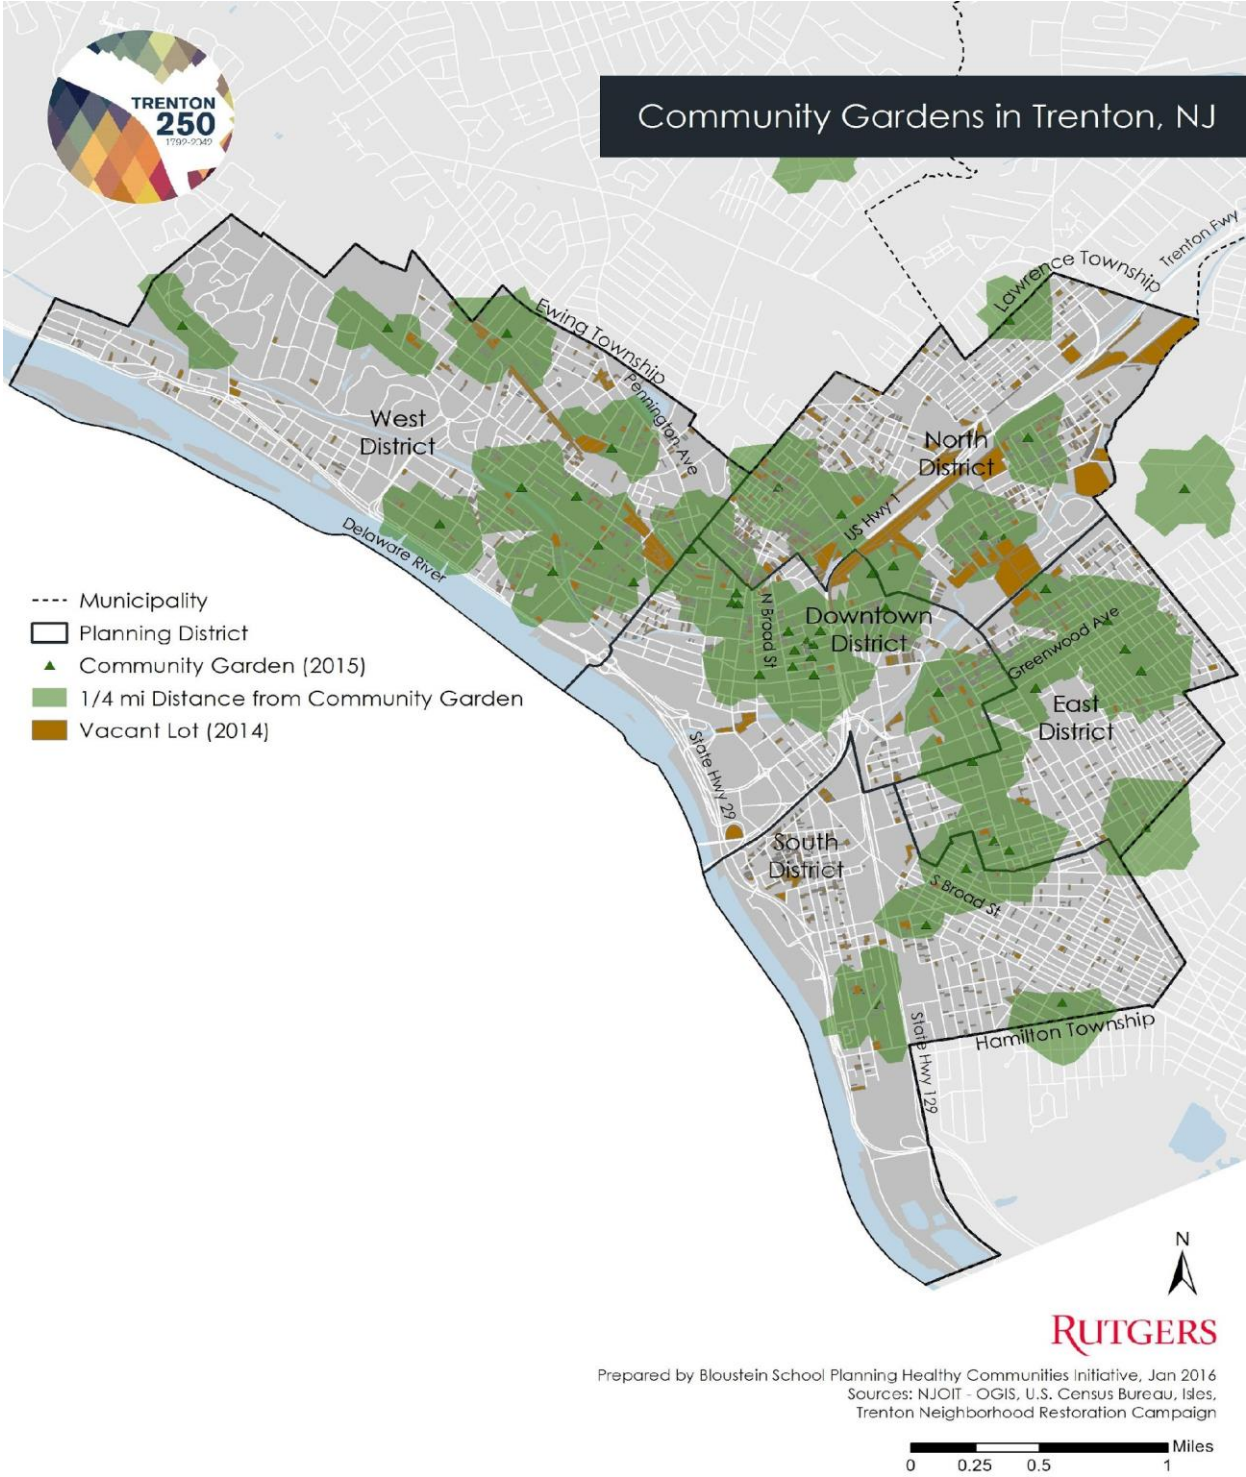 TRENTON
250
1792-2042
Community Gardens in Trenton, NJ
Trenton Fwy
Lawrence Township
Ewing Township
Pennington Ave
West
District
North
District
US Hwy 1
Delaware River
N Broad St
Downtown
District
Greenwood Ave
East
District
State Hwy 29
South
District
S Broad St
State Hwy 129
Hamilton Township
Municipality
Planning District
Community Garden (2015)
1/4 mi Distance from Community Garden
Vacant Lot (2014)
N
RUTGERS
Prepared by Bloustein School Planning Healthy Communities Initiative, Jan 2016
Sources: NJOIT - OGIS, U.S. Census Bureau, Isles,
Trenton Neighborhood Restoration Campaign
Miles
0 0.25 0.5 1